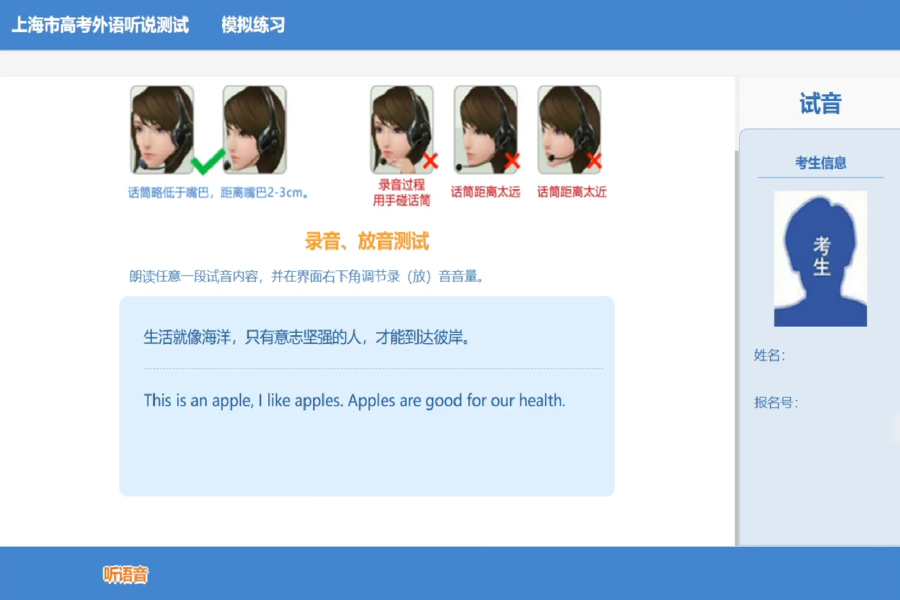 上海市高考外语听说测试 模拟练习
试音
话筒略低于嘴巴，距离嘴巴2-3cm。
录音过程
用手碰话筒
话筒距离太远
话筒距离太近
录音、放音测试
朗读任意一段试音内容，并在界面右下角调节录（放）音音量。
生活就像海洋，只有意志坚强的人，才能到达彼岸。
This is an apple, I like apples. Apples are good for our health.
考生信息
考
生
姓名：
报名号：
听语音